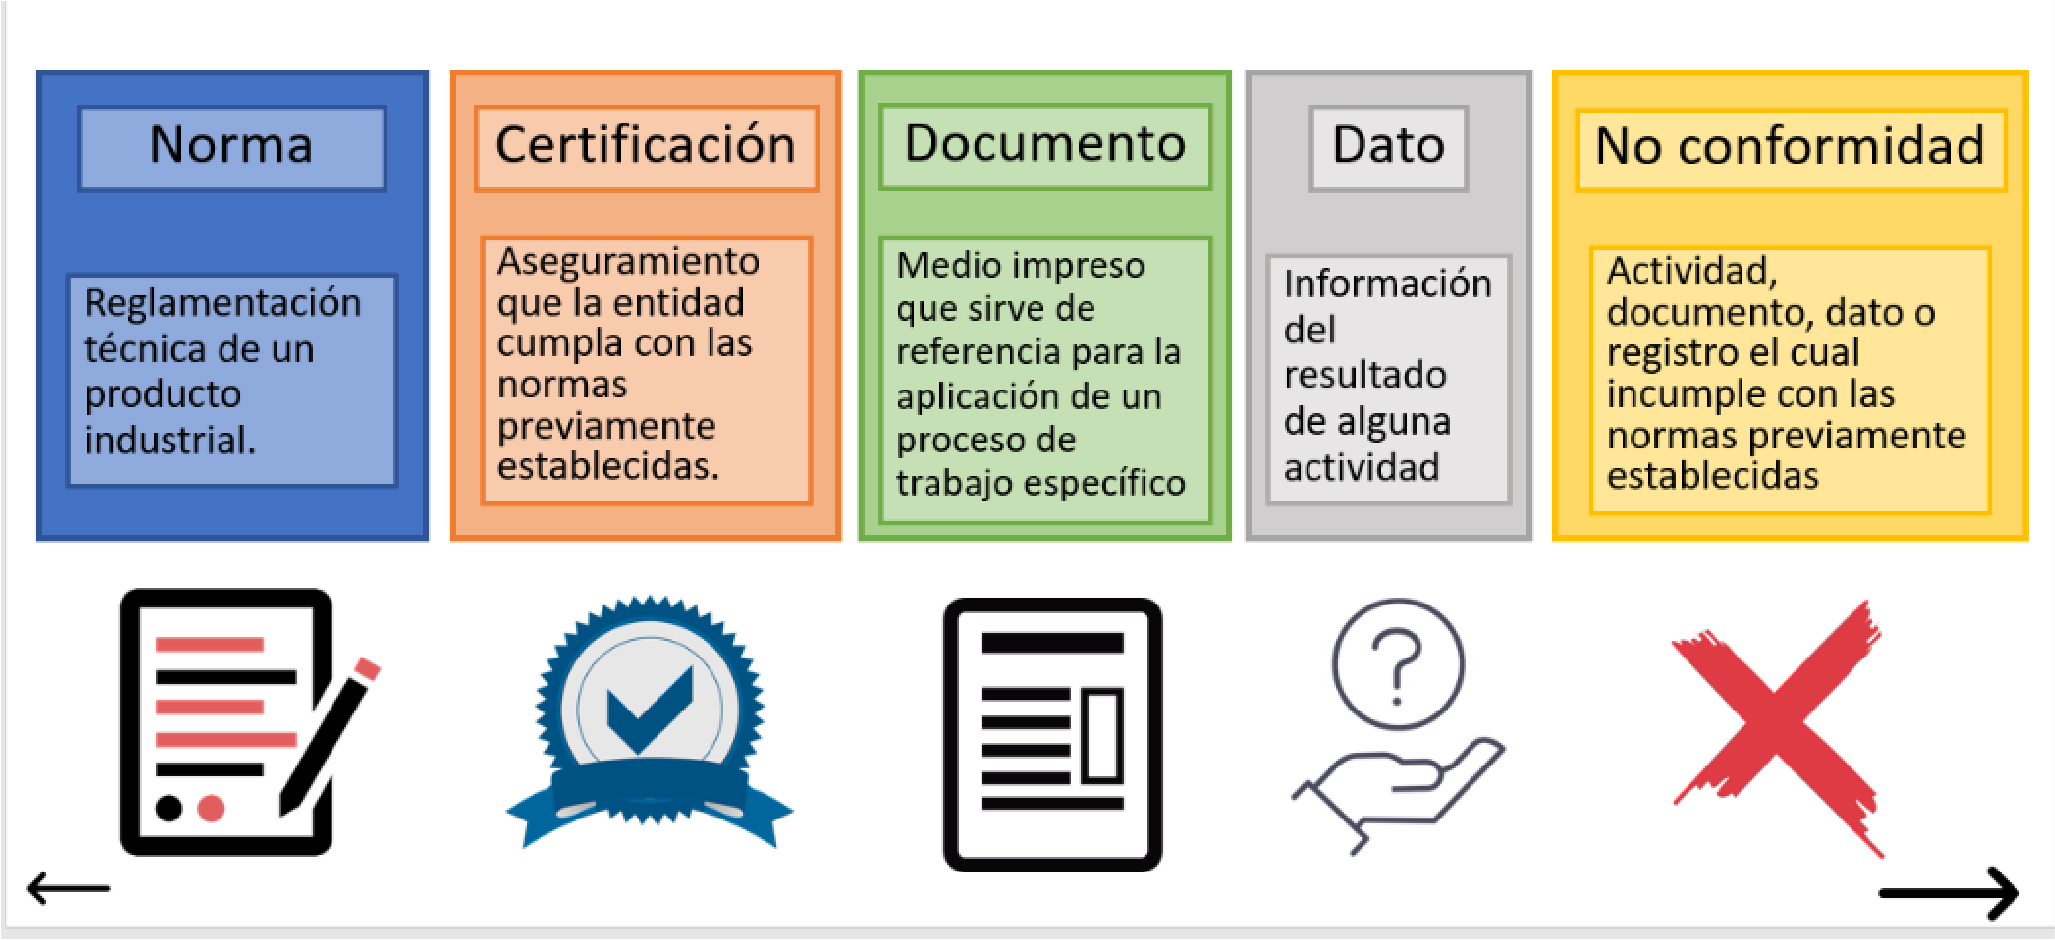 Norma
Reglamentación
técnica de un
producto
industrial.
Certificación
Aseguramiento
que la entidad
cumpla con las
normas
previamente
establecidas.
Documento
Medio impreso
que sirve de
referencia para la
aplicación de un
proceso de
trabajo específico
Dato
Información
del
resultado
de alguna
actividad
No conformidad
Actividad,
documento, dato o
registro el cual
incumple con las
normas previamente
establecidas
?